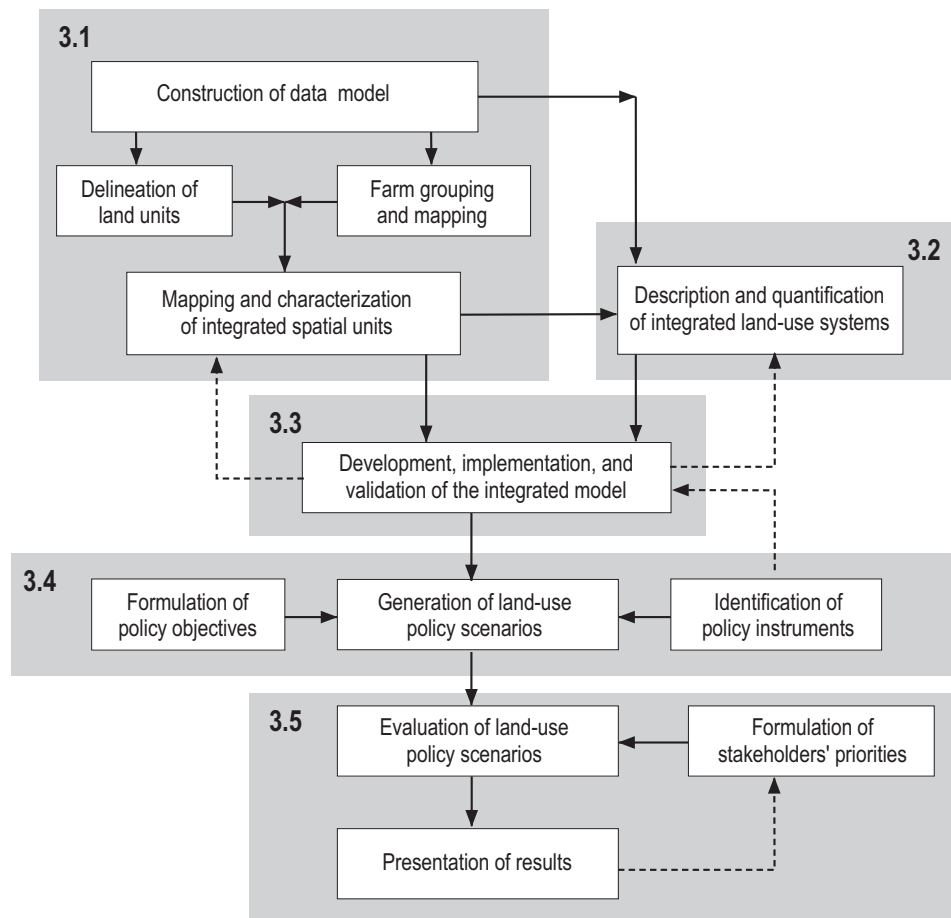 3.1
Construction of data model
Delineation of
land units
Farm grouping
and mapping
Mapping and characterization
of integrated spatial units
3.2
Description and quantification
of integrated land-use systems
3.3
Development, implementation, and
validation of the integrated model
3.4
Formulation of
policy objectives
Generation of land-use
policy scenarios
Identification of
policy instruments
3.5
Evaluation of land-use
policy scenarios
Formulation of
stakeholders' priorities
Presentation of results